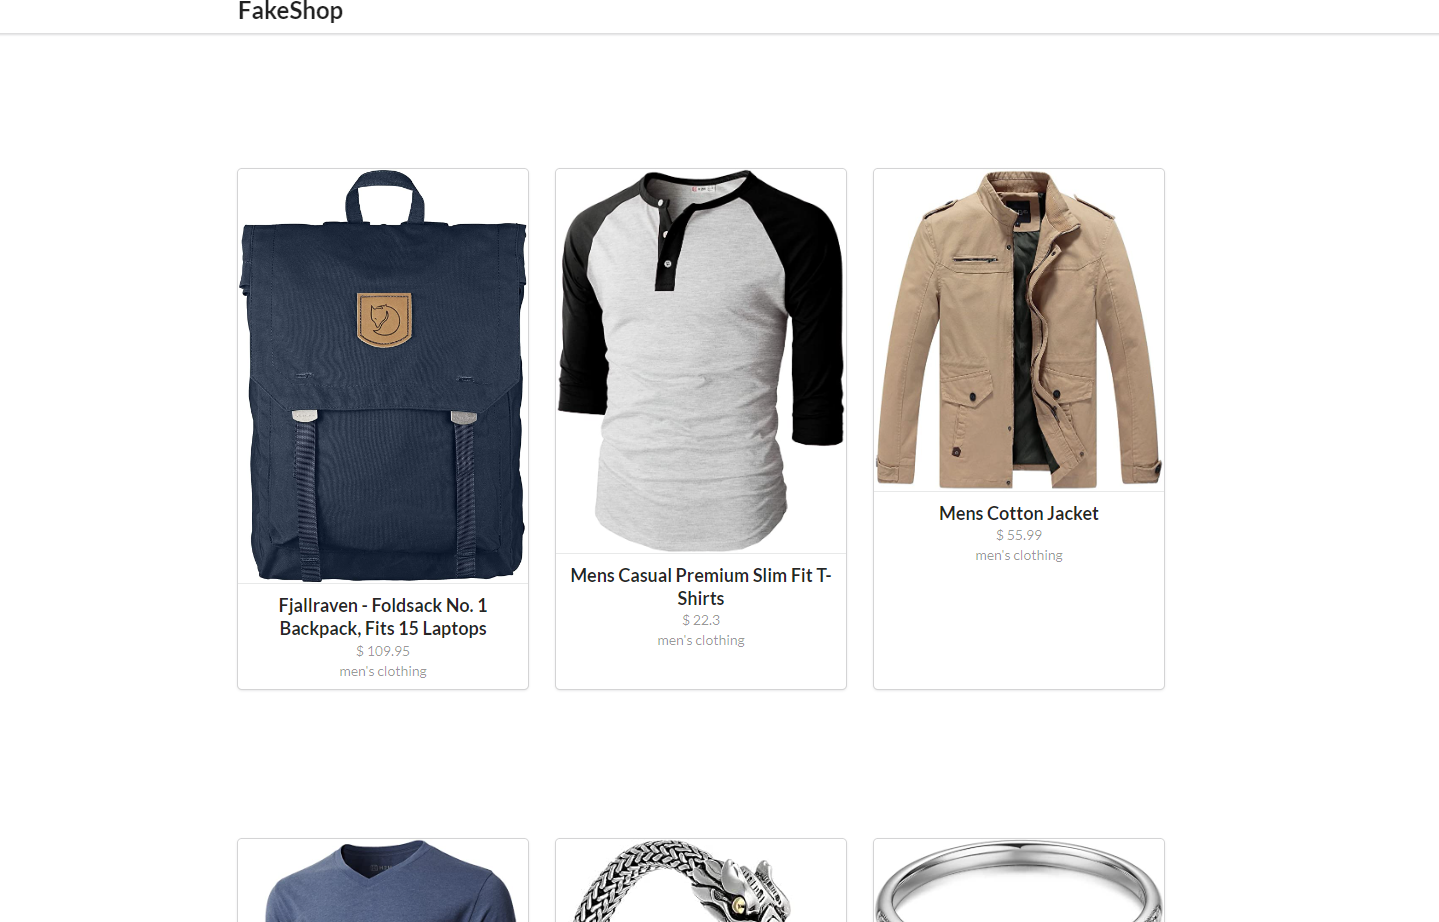 FakeShop
Fjallraven - Foldsack No. 1
Backpack, Fits 15 Laptops
$ 109.95
men's clothing
Mens Casual Premium Slim Fit T-
Shirts
$ 22.3
men's clothing
Mens Cotton Jacket
$ 55.99
men's clothing